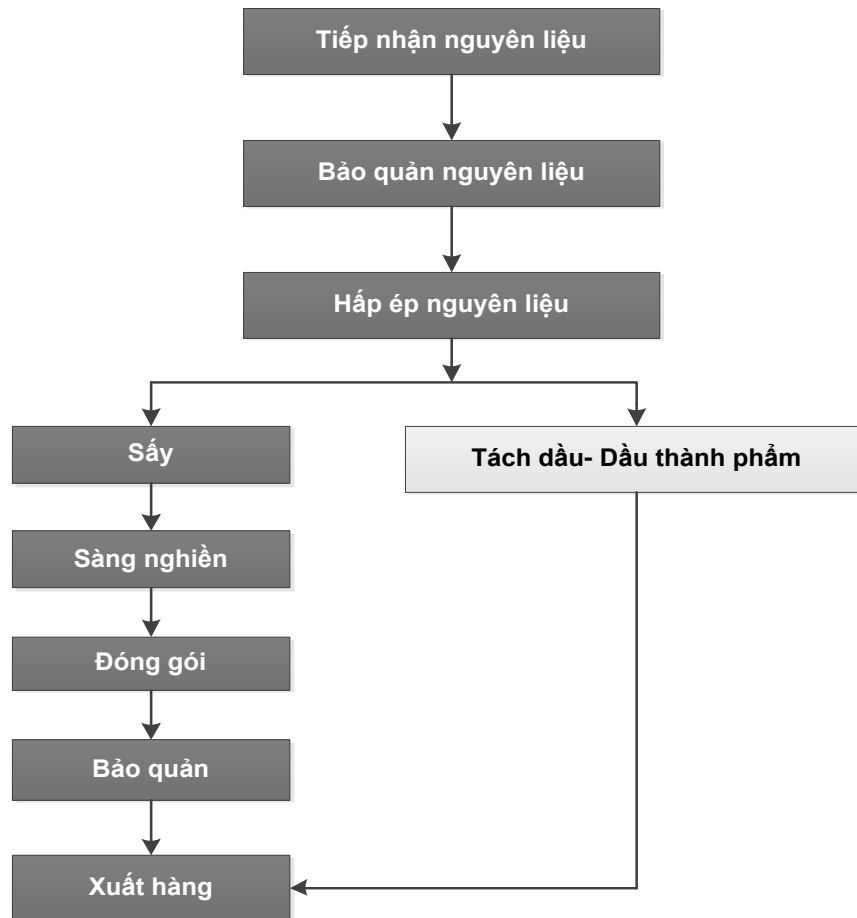 Tiếp nhận nguyên liệu
Bảo quản nguyên liệu
Hấp ép nguyên liệu
Sấy
Tách dầu- Dầu thành phẩm
Sàng nghiền
Đóng gói
Bảo quản
Xuất hàng